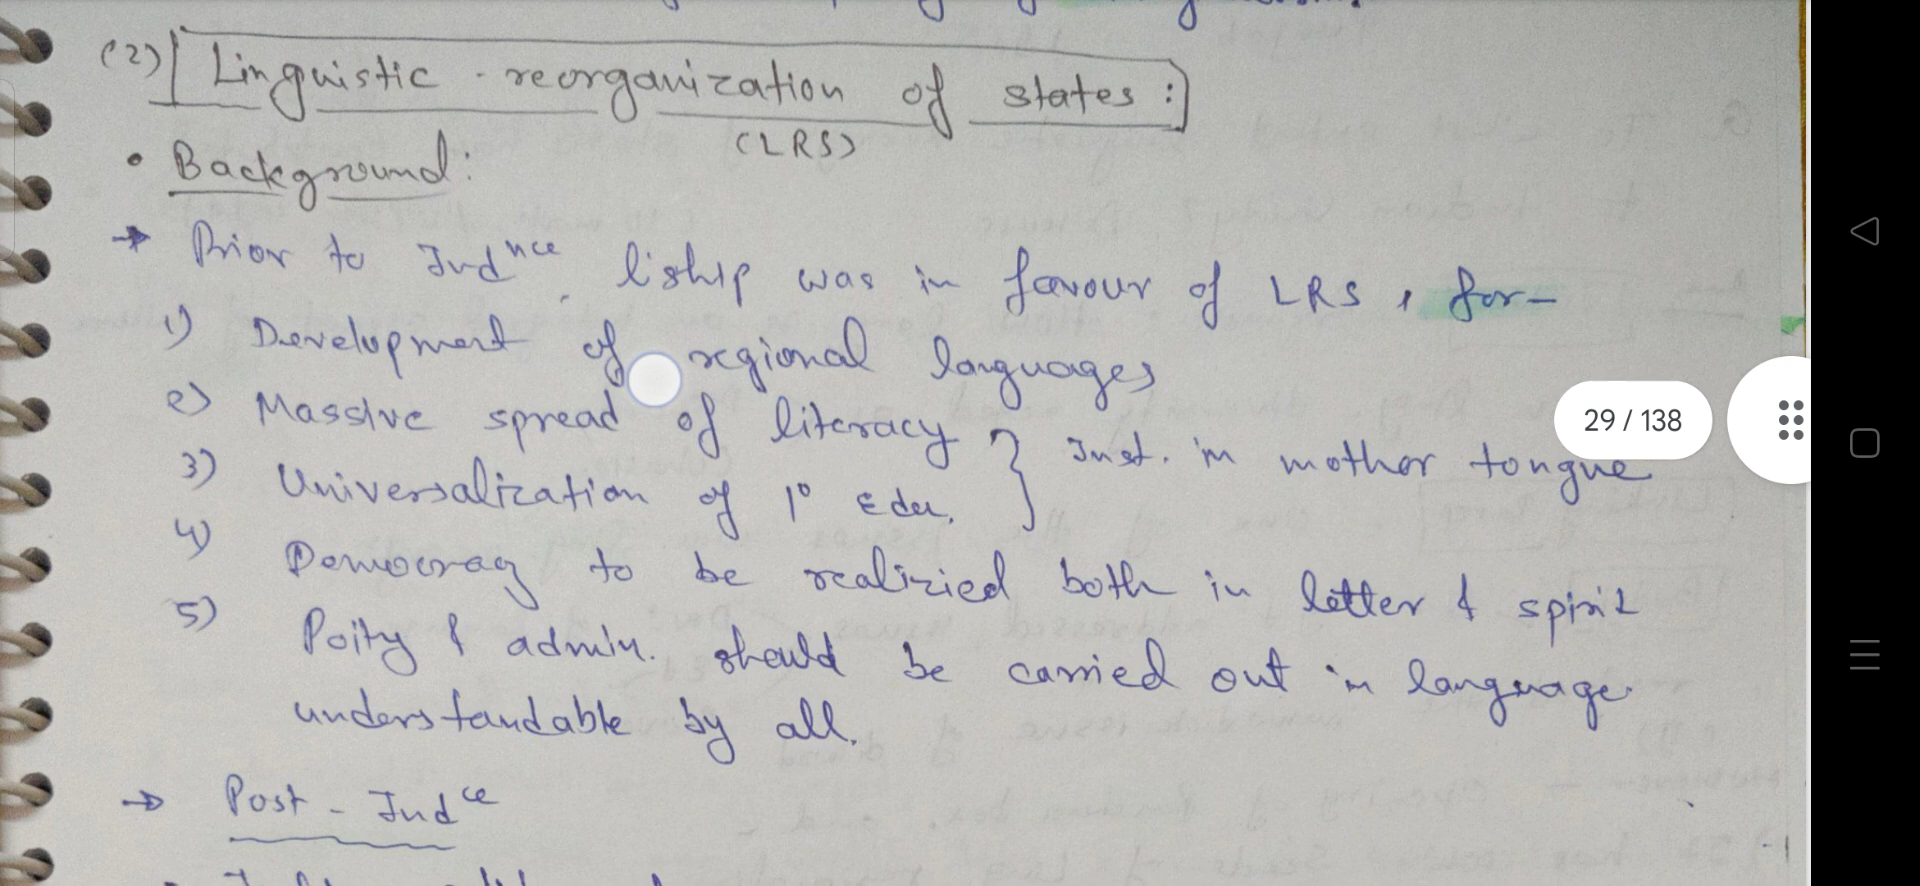 (2) Linguistic reorganization of states :
(LRS)
• Background :
→ Prior to Indnce liship was in favour of LRS, for-
1) Development of regional languages
2) Massive spread of literacy
3) Universalization of 1° Edu. } Inst. in mother tongue
29 / 138
4) Democracy to be realizied both in letter & spirit
5) Poity & admin. should be carried out in language
understandable by all.
→ Post - Indce